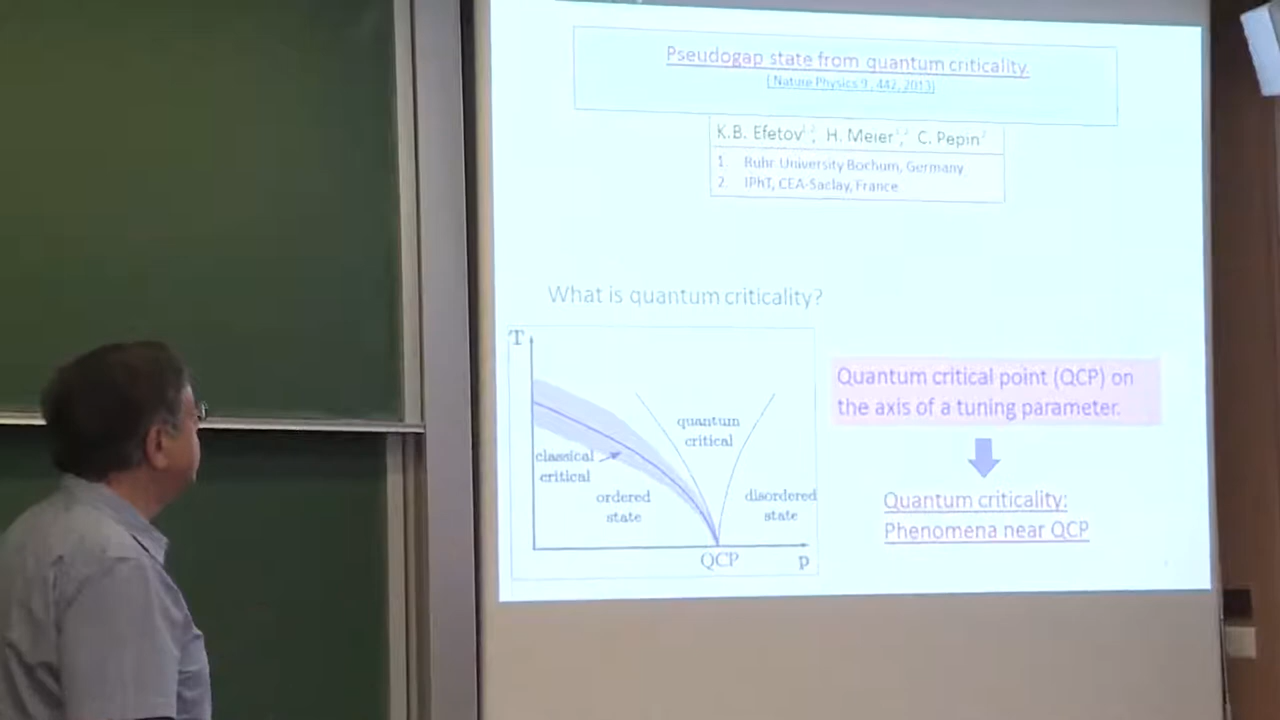 Pseudogap state from quantum criticality.
[ Nature Physics 9 , 442, 2013]
K.B. Efetov¹,², H. Meier¹,², C. Pepin²
1. Ruhr University Bochum, Germany
2. IPhT, CEA-Saclay, France
What is quantum criticality?
T
quantum
critical
classical
critical
ordered
state
disordered
state
QCP
p
Quantum critical point (QCP) on
the axis of a tuning parameter.
Quantum criticality:
Phenomena near QCP